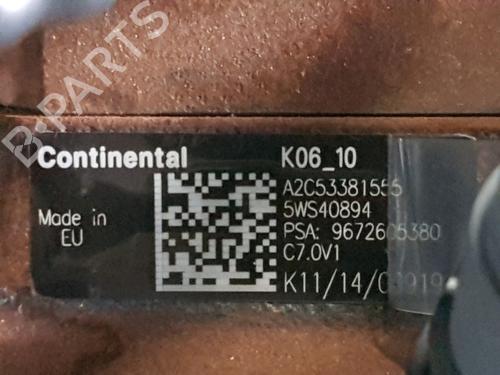 B-PARTS
Continental
K06_10
A2C53381555
5WS40894
Made in
EU
PSA: 9672605380
C7.0V1